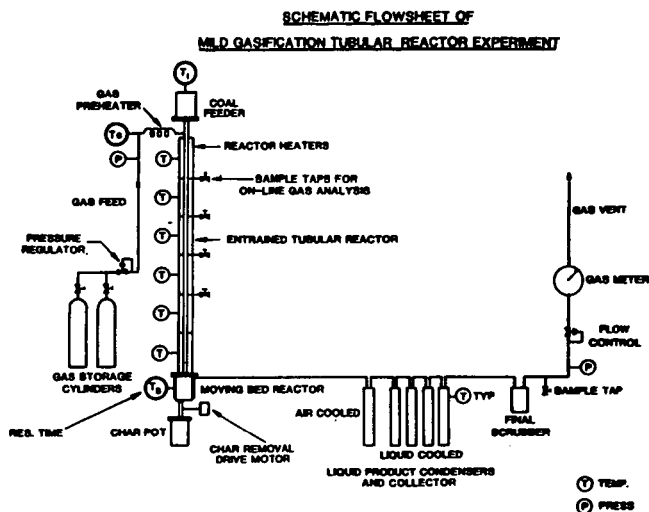 SCHEMATIC FLOWSHEET OF
MILD GASIFICATION TUBULAR REACTOR EXPERIMENT
T₁
GAS
PREHEATER
COAL
FEEDER
T₀
P
REACTOR HEATERS
T
SAMPLE TAPS FOR
ON-LINE GAS ANALYSIS
GAS FEED
T
GAS VENT
PRESSURE
REGULATOR
T
ENTRAINED TUBULAR REACTOR
T
GAS METER
T
FLOW
CONTROL
T
P
GAS STORAGE
CYLINDERS
T₅
MOVING BED REACTOR
AIR COOLED
T
TYP
SAMPLE TAP
FINAL
SCRUBBER
RES. TIME
CHAR POT
CHAR REMOVAL
DRIVE MOTOR
LIQUID COOLED
LIQUID PRODUCT CONDENSERS
AND COLLECTOR
T TEMP.
P PRESS